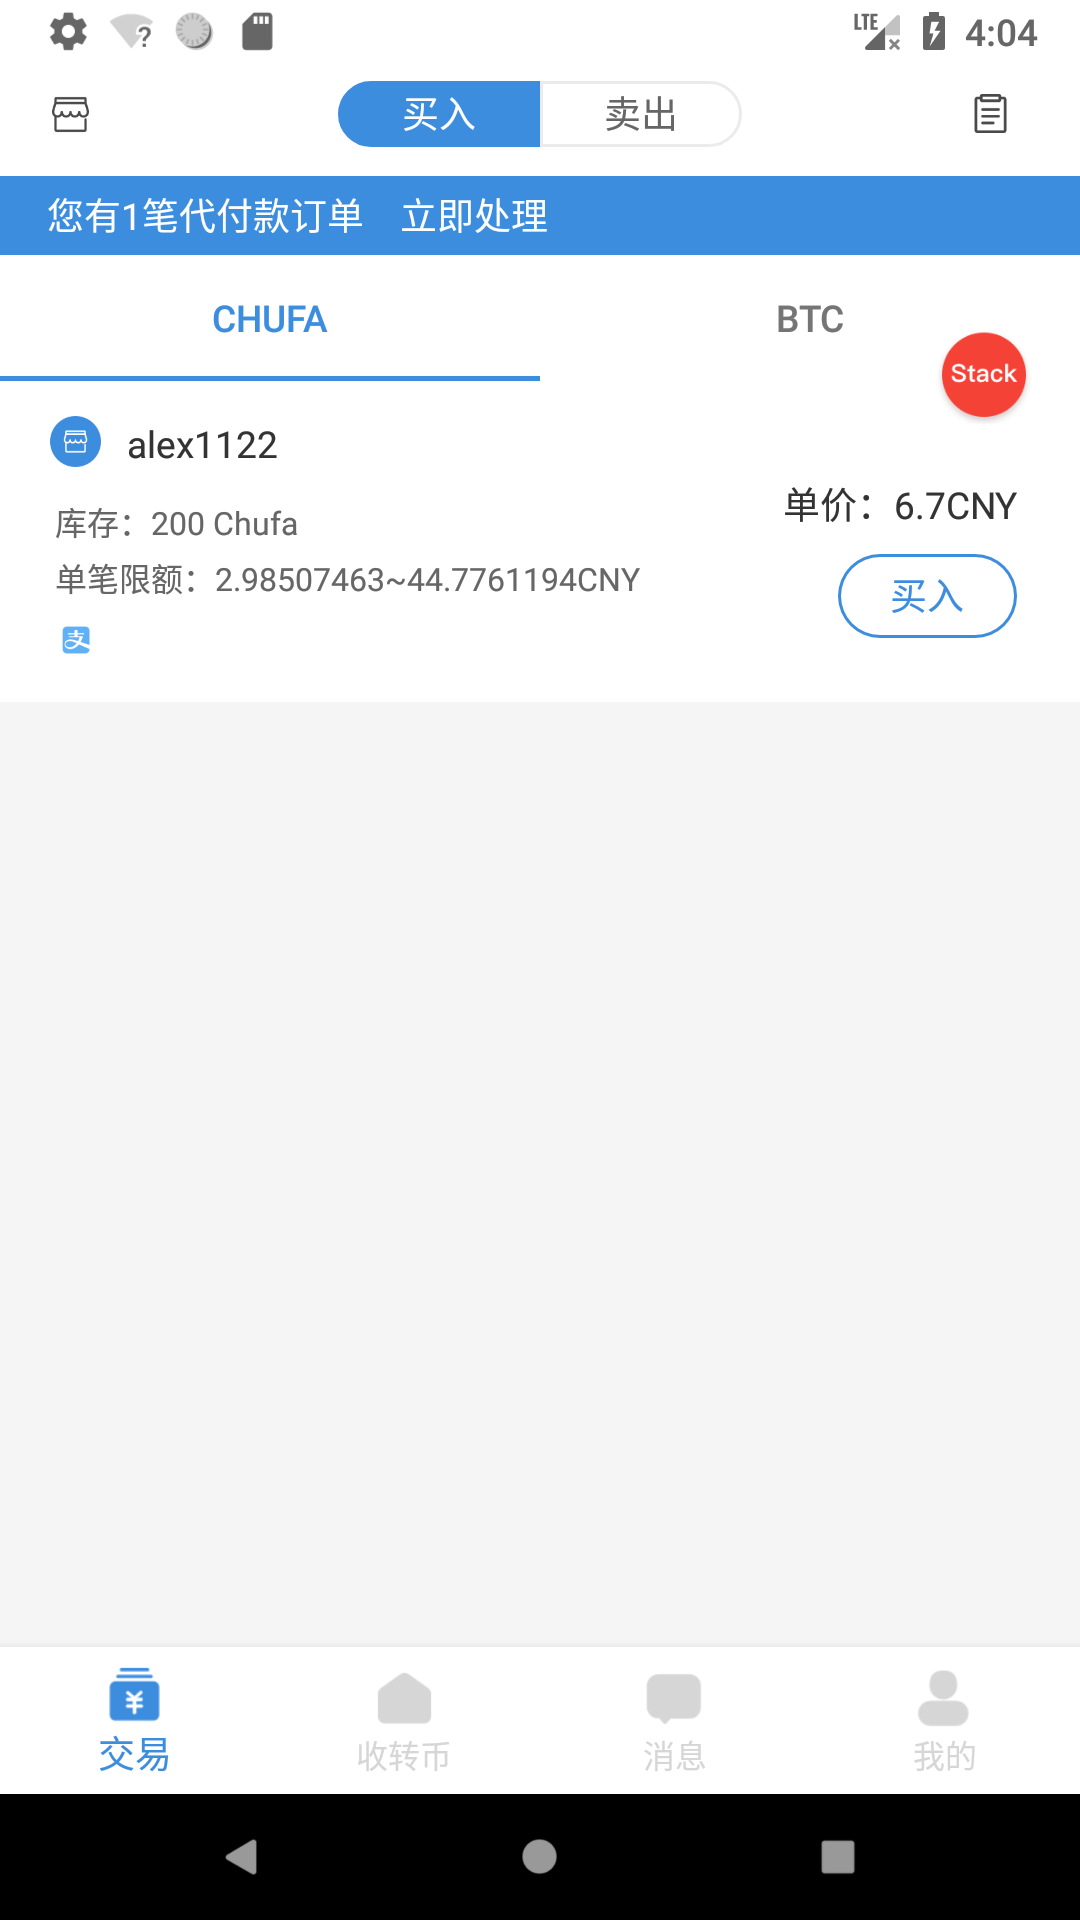 LTE 4:04
买入 卖出
您有1笔代付款订单 立即处理
CHUFA BTC
Stack
alex1122
单价：6.7CNY
库存：200 Chufa
单笔限额：2.98507463~44.7761194CNY
买入
支
交易 收转币 消息 我的